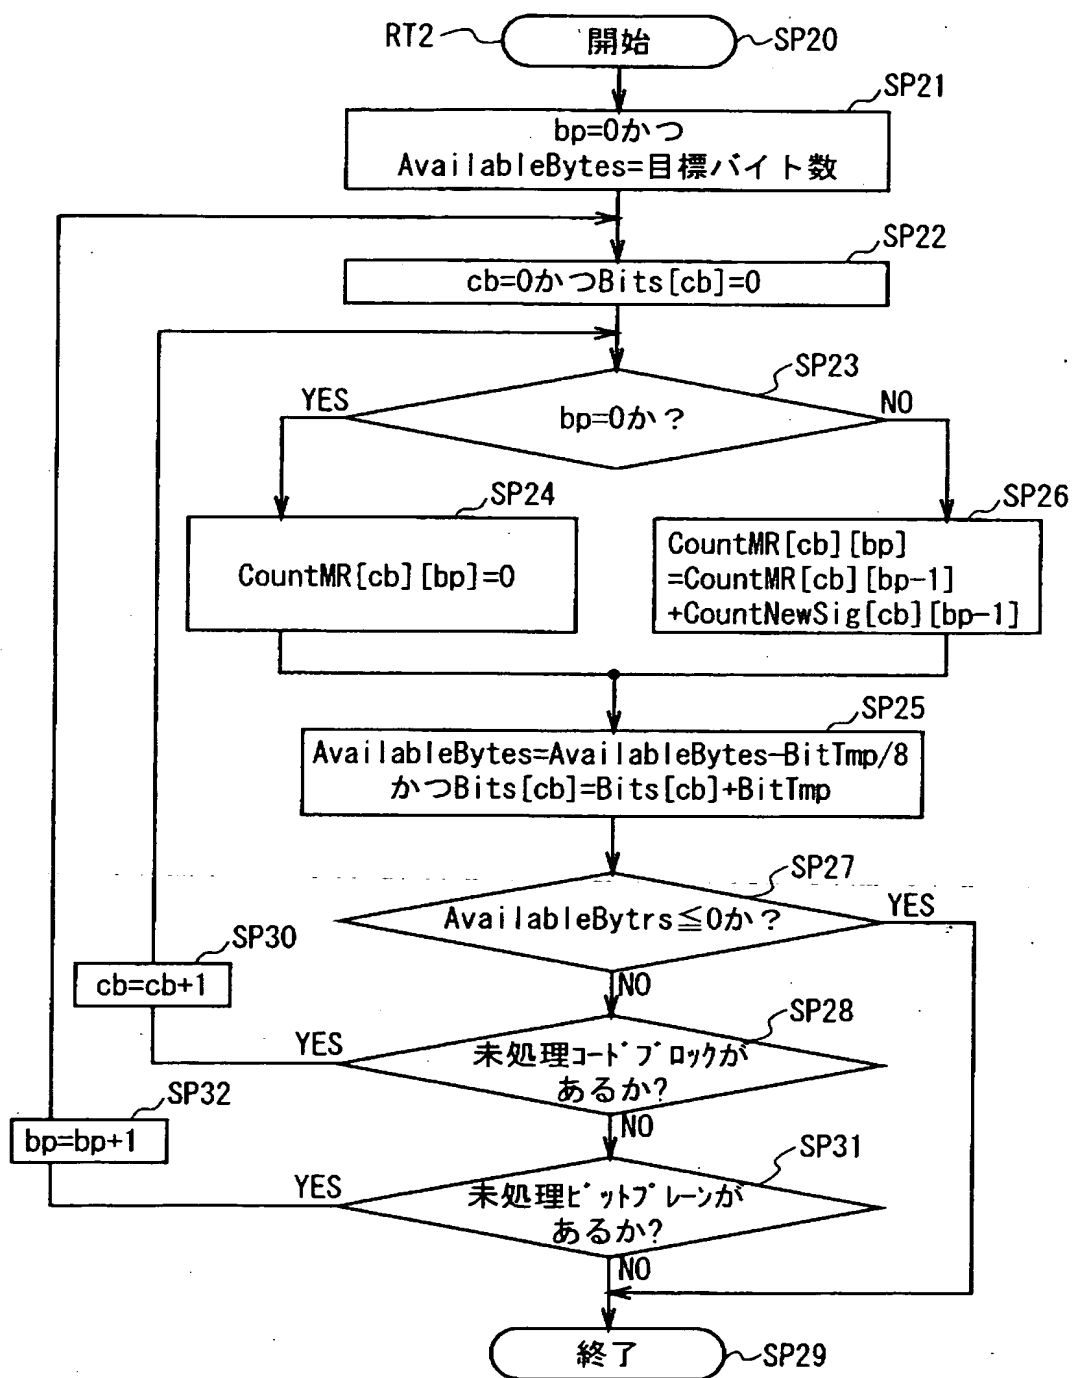 RT2
開始
SP20
SP21
bp=0かつ
AvailableBytes=目標バイト数
SP22
cb=0かつBits[cb]=0
SP23
YES
bp=0か?
NO
SP24
CountMR[cb][bp]=0
SP26
CountMR[cb][bp]
=CountMR[cb][bp-1]
+CountNewSig[cb][bp-1]
SP25
AvailableBytes=AvailableBytes-BitTmp/8
かつBits[cb]=Bits[cb]+BitTmp
SP27
AvailableBytrs≦0か?
YES
NO
SP30
cb=cb+1
SP28
YES
未処理コードブロックが
あるか?
NO
SP32
bp=bp+1
SP31
YES
未処理ビットプレーンが
あるか?
NO
終了
SP29